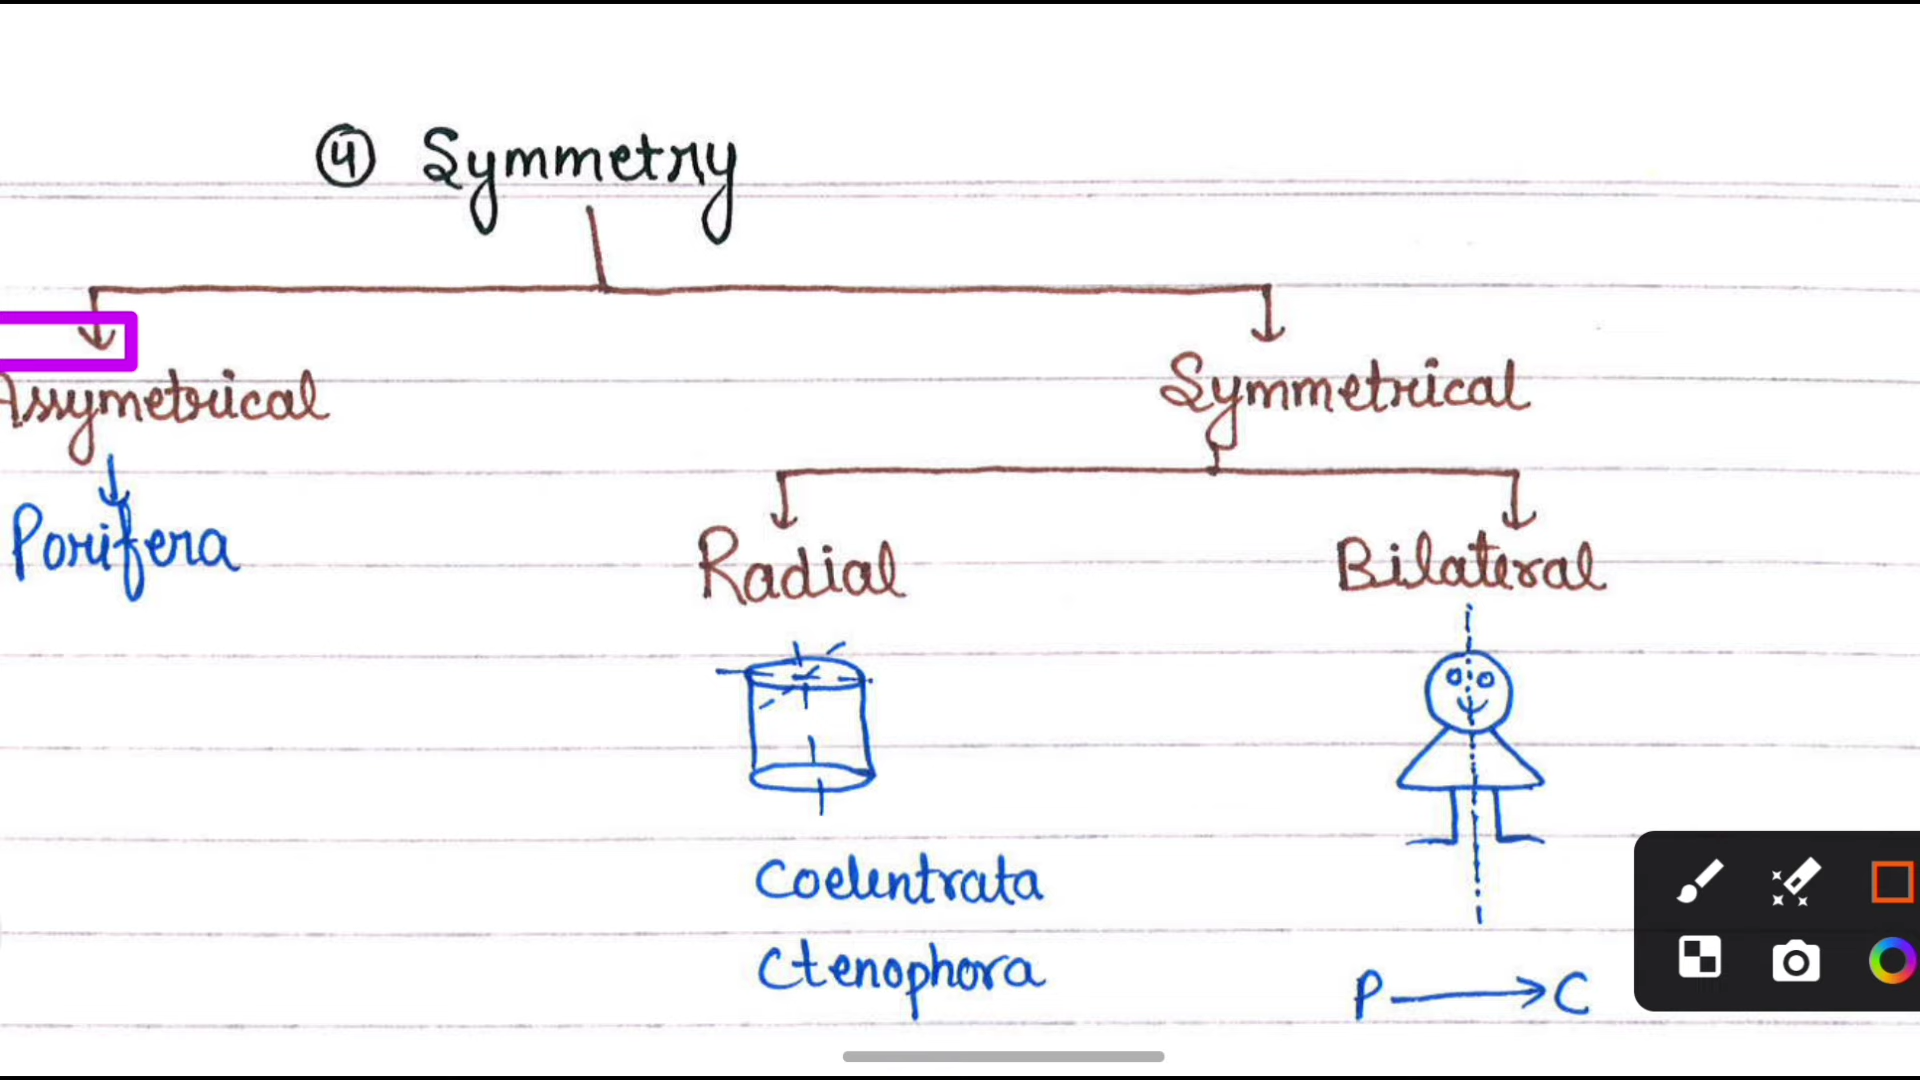 ④ Symmetry
Assymetrical
Symmetrical
Porifera
Radial
Bilateral
Coelentrata
Ctenophora
P → C